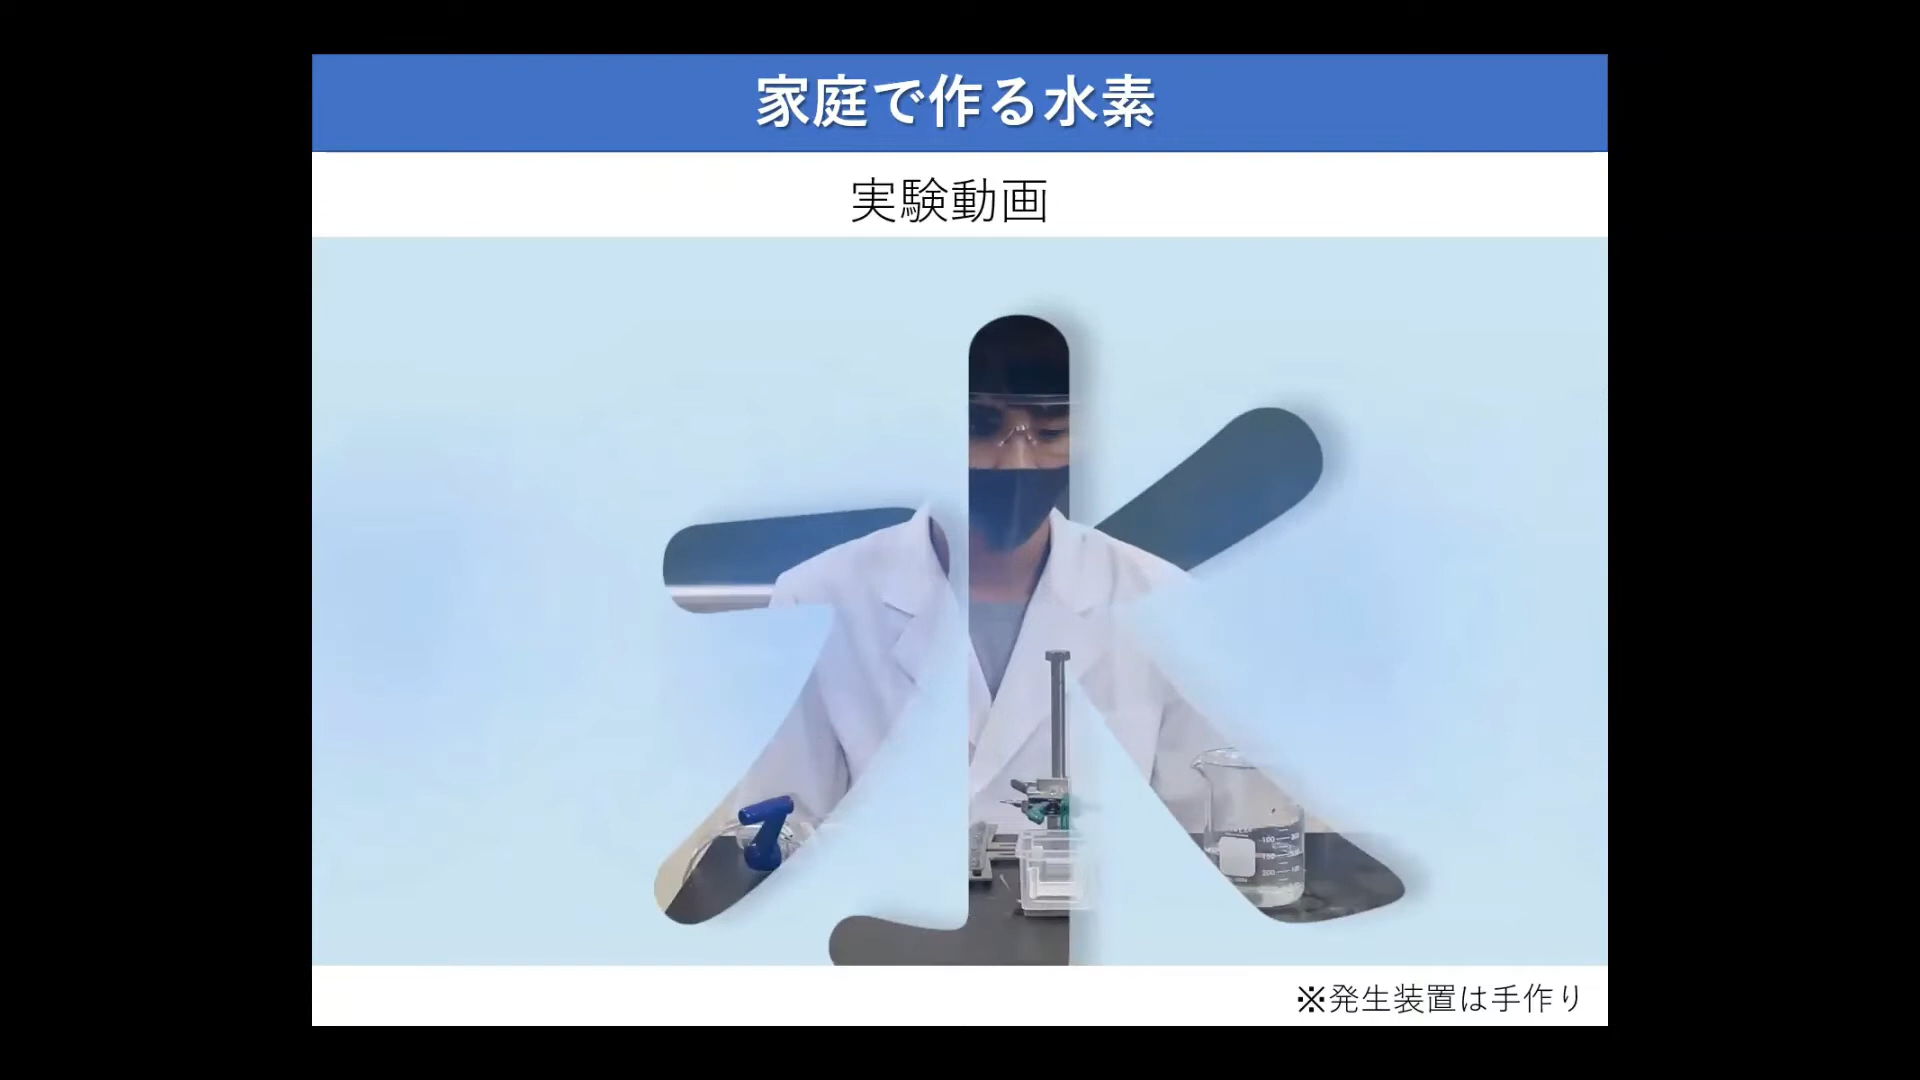 家庭で作る水素
実験動画
水
※発生装置は手作り